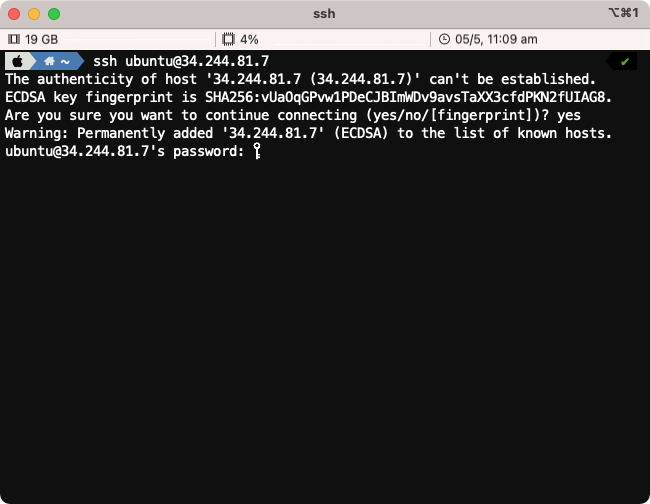 ssh
⌥⌘1
19 GB
4%
05/5, 11:09 am
~ ssh ubuntu@34.244.81.7 ✔
The authenticity of host '34.244.81.7 (34.244.81.7)' can't be established.
ECDSA key fingerprint is SHA256:vUaOqGPvw1PDeCJBImWDv9avsTaXX3cfdPKN2fUIAG8.
Are you sure you want to continue connecting (yes/no/[fingerprint])? yes
Warning: Permanently added '34.244.81.7' (ECDSA) to the list of known hosts.
ubuntu@34.244.81.7's password: